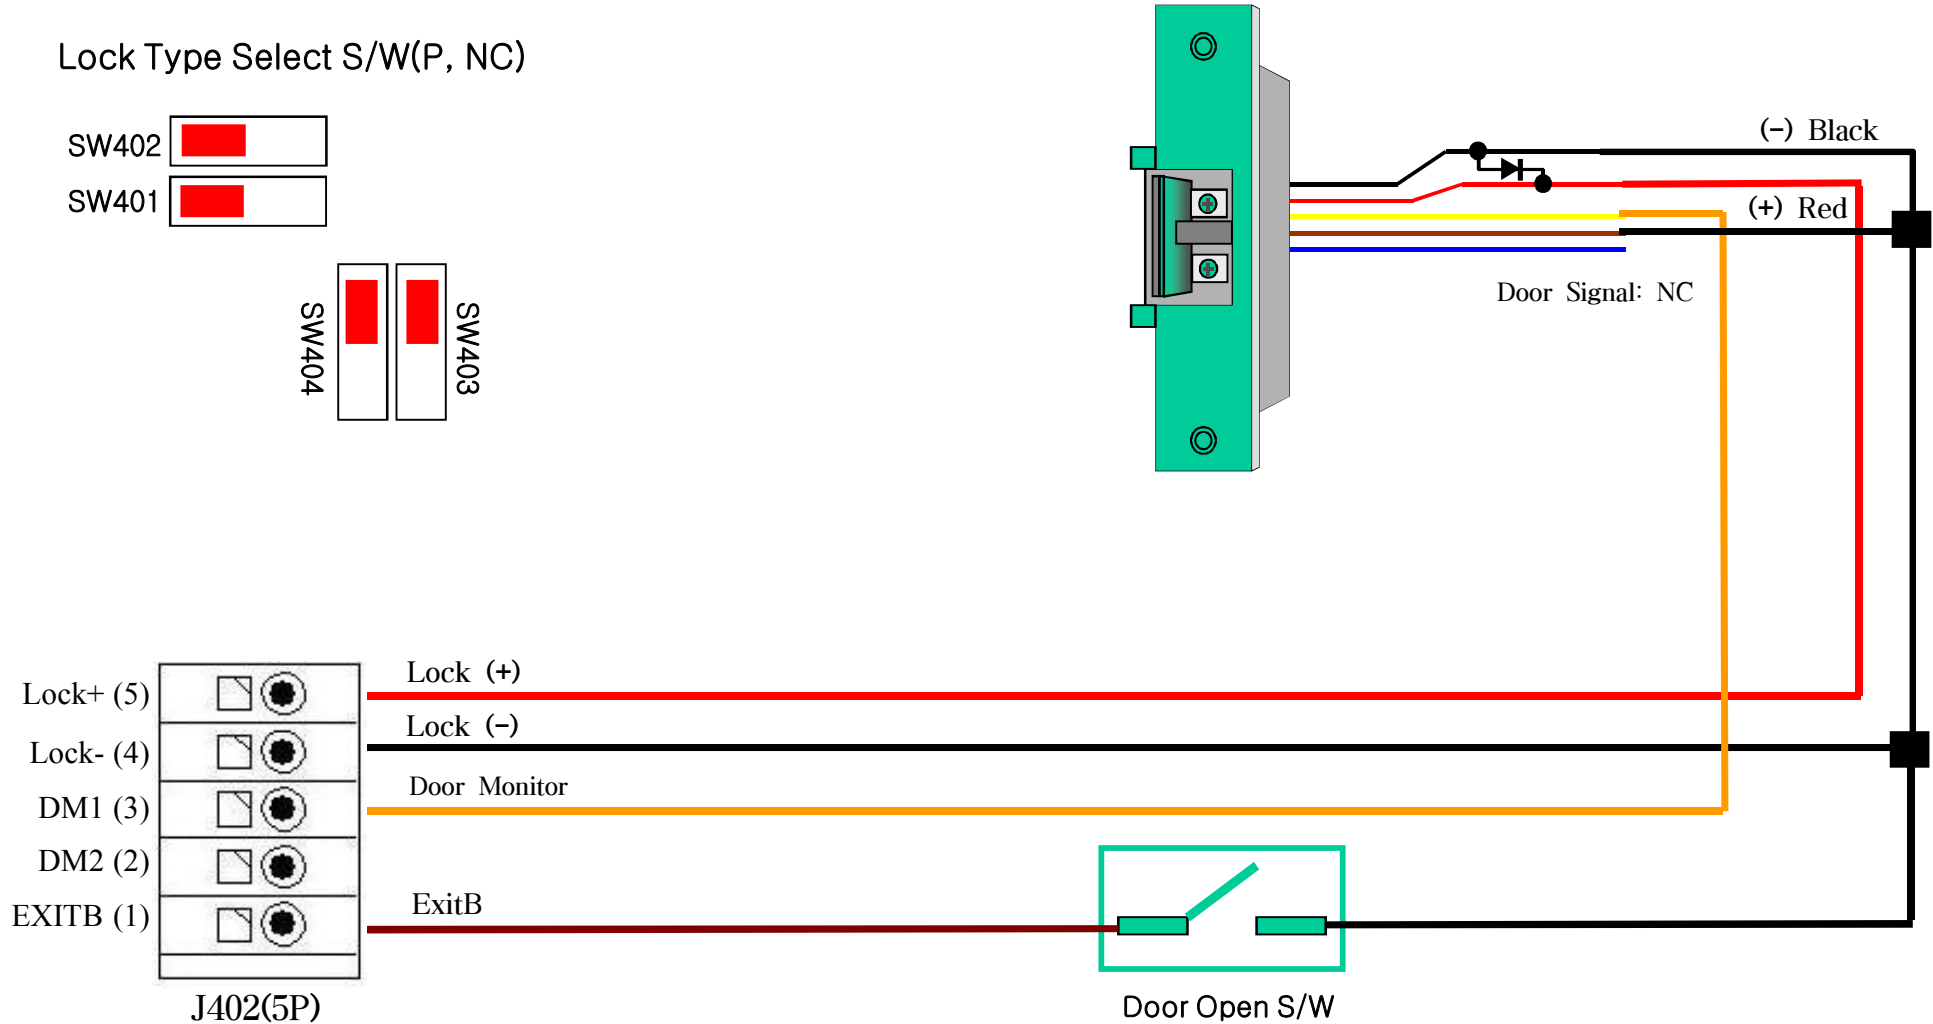 Lock Type Select S/W(P, NC)
SW402
SW401
SW404
SW403
(-) Black
(+) Red
Door Signal: NC
Lock+ (5)
Lock (+)
Lock- (4)
Lock (-)
DM1 (3)
Door Monitor
DM2 (2)
EXITB (1)
ExitB
J402(5P)
Door Open S/W